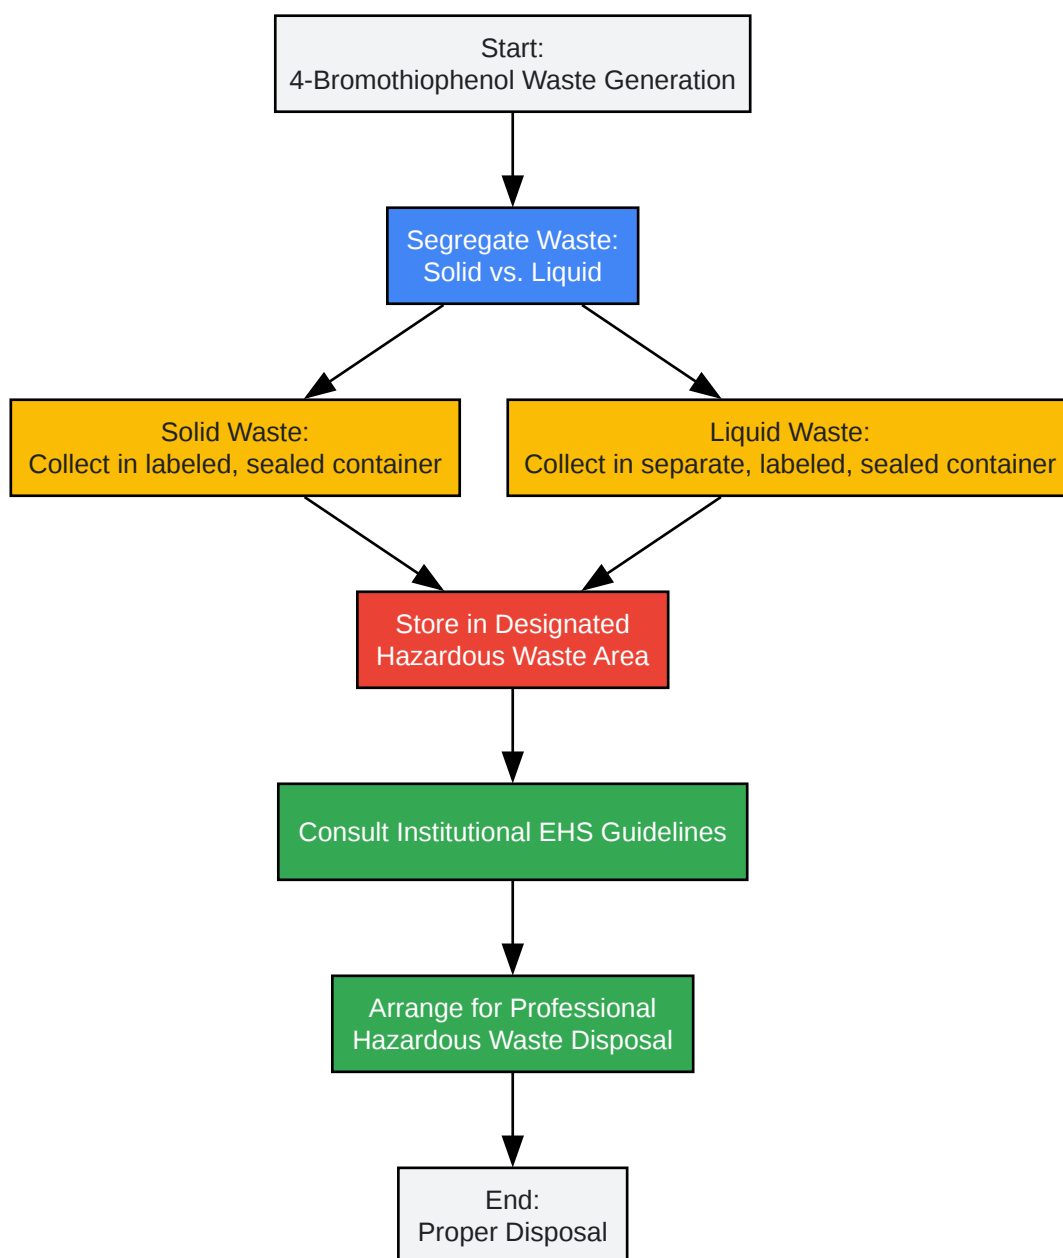 Start:
4-Bromothiophenol Waste Generation
Segregate Waste:
Solid vs. Liquid
Solid Waste:
Collect in labeled, sealed container
Liquid Waste:
Collect in separate, labeled, sealed container
Store in Designated
Hazardous Waste Area
Consult Institutional EHS Guidelines
Arrange for Professional
Hazardous Waste Disposal
End:
Proper Disposal